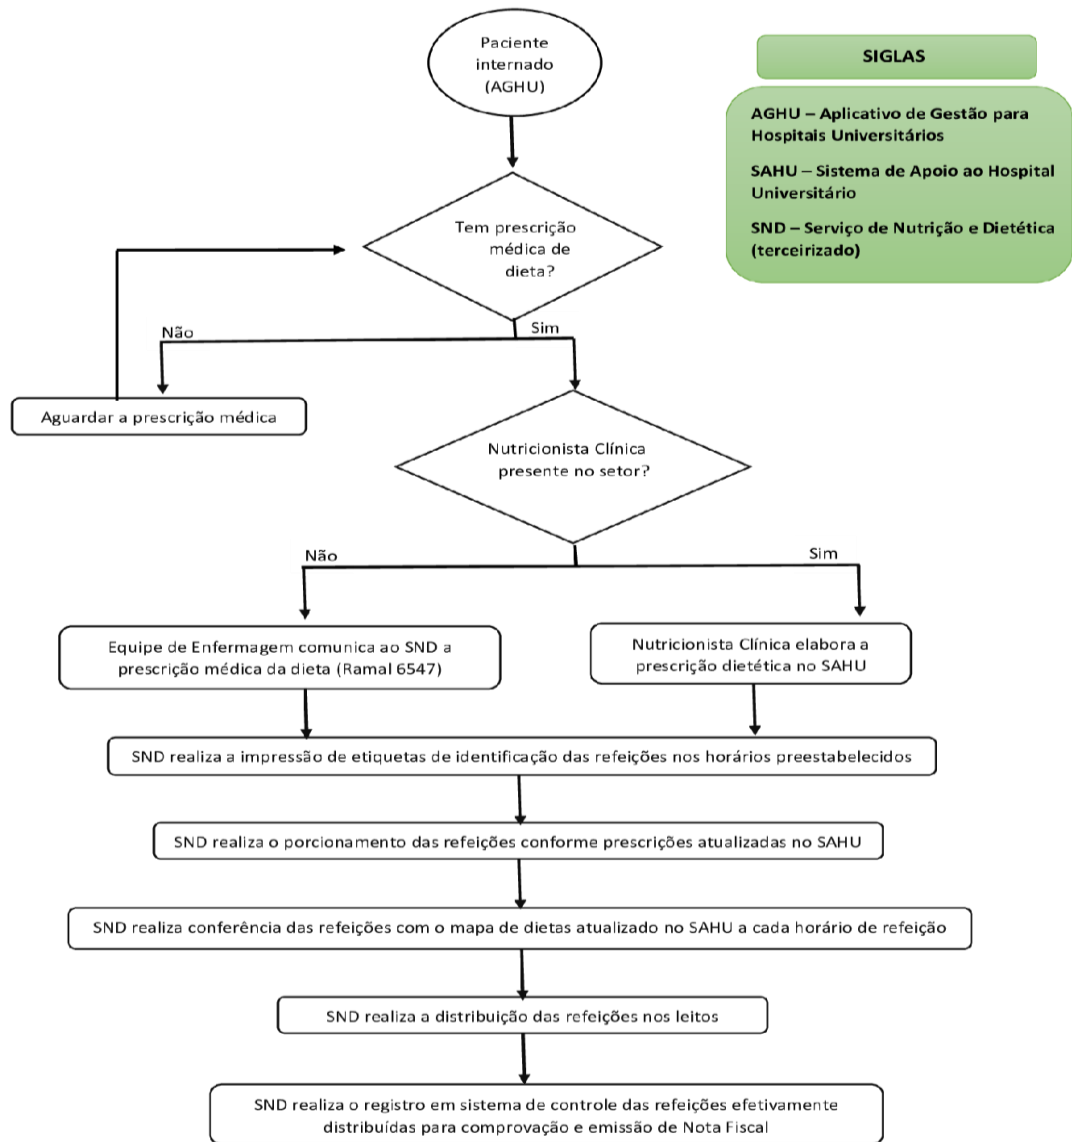 Paciente
internado
(AGHU)
SIGLAS
AGHU – Aplicativo de Gestão para
Hospitais Universitários
SAHU – Sistema de Apoio ao Hospital
Universitário
SND – Serviço de Nutrição e Dietética
(terceirizado)
Tem prescrição
médica de
dieta?
Não
Sim
Aguardar a prescrição médica
Nutricionista Clínica
presente no setor?
Não
Sim
Equipe de Enfermagem comunica ao SND a
prescrição médica da dieta (Ramal 6547)
Nutricionista Clínica elabora a
prescrição dietética no SAHU
SND realiza a impressão de etiquetas de identificação das refeições nos horários preestabelecidos
SND realiza o porcionamento das refeições conforme prescrições atualizadas no SAHU
SND realiza conferência das refeições com o mapa de dietas atualizado no SAHU a cada horário de refeição
SND realiza a distribuição das refeições nos leitos
SND realiza o registro em sistema de controle das refeições efetivamente
distribuídas para comprovação e emissão de Nota Fiscal